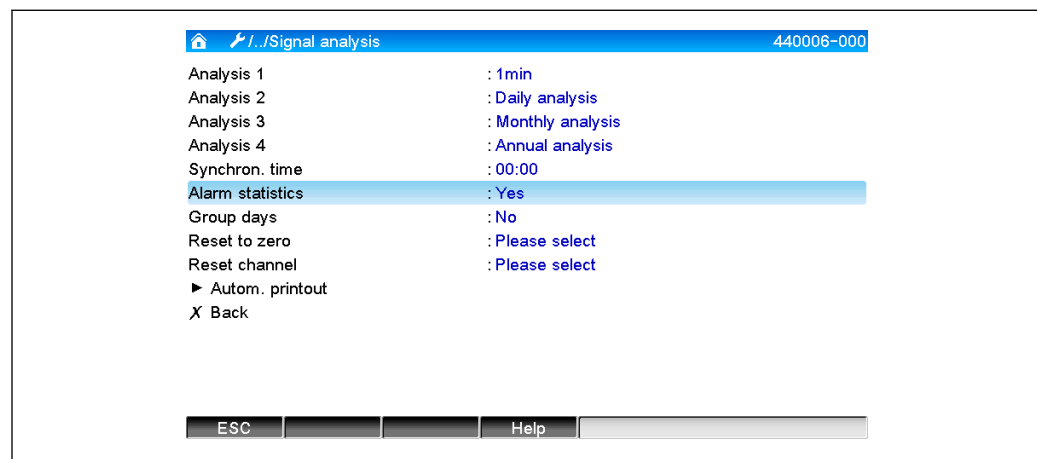 /../Signal analysis 440006-000
Analysis 1 : 1min
Analysis 2 : Daily analysis
Analysis 3 : Monthly analysis
Analysis 4 : Annual analysis
Synchron. time : 00:00
Alarm statistics : Yes
Group days : No
Reset to zero : Please select
Reset channel : Please select
► Autom. printout
X Back
ESC Help